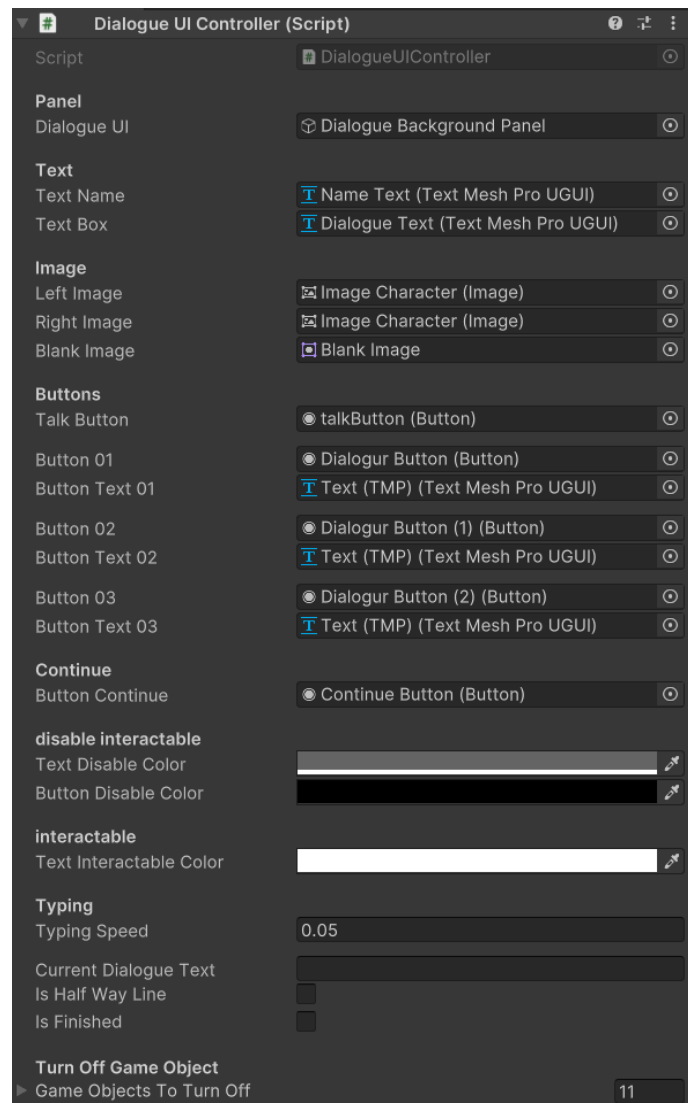 Dialogue UI Controller (Script)
Script DialogueUIController
Panel
Dialogue UI Dialogue Background Panel
Text
Text Name Name Text (Text Mesh Pro UGUI)
Text Box Dialogue Text (Text Mesh Pro UGUI)
Image
Left Image Image Character (Image)
Right Image Image Character (Image)
Blank Image Blank Image
Buttons
Talk Button talkButton (Button)
Button 01 Dialogur Button (Button)
Button Text 01 Text (TMP) (Text Mesh Pro UGUI)
Button 02 Dialogur Button (1) (Button)
Button Text 02 Text (TMP) (Text Mesh Pro UGUI)
Button 03 Dialogur Button (2) (Button)
Button Text 03 Text (TMP) (Text Mesh Pro UGUI)
Continue
Button Continue Continue Button (Button)
disable interactable
Text Disable Color
Button Disable Color
interactable
Text Interactable Color
Typing
Typing Speed 0.05
Current Dialogue Text
Is Half Way Line
Is Finished
Turn Off Game Object
Game Objects To Turn Off 11